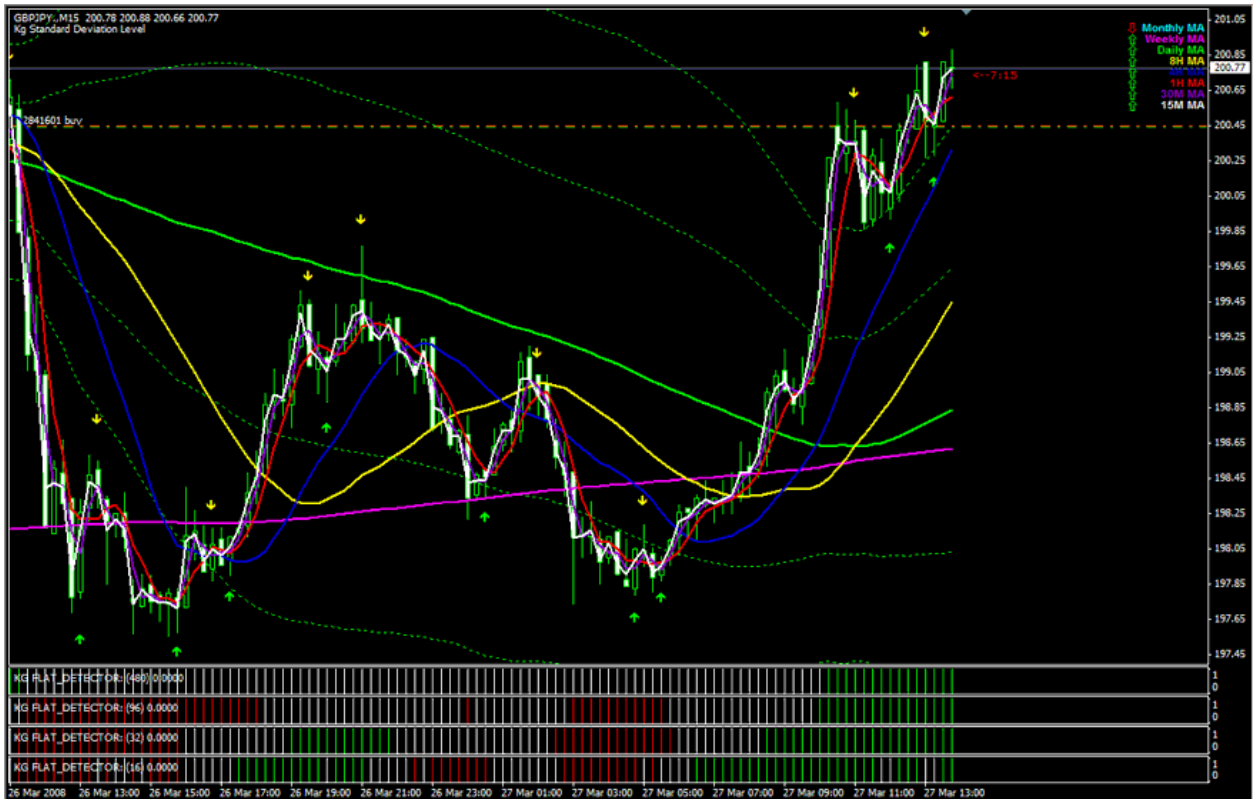 GBPJPY.,M15 200.78 200.88 200.66 200.77
Kg Standard Deviation Level
Monthly MA
Weekly MA
Daily MA
8H MA
4H MA
1H MA
30M MA
15M MA
<--7:15
2841601 buy
201.05
200.85
200.77
200.65
200.45
200.25
200.05
199.85
199.65
199.45
199.25
199.05
198.85
198.65
198.45
198.25
198.05
197.85
197.65
197.45
KG FLAT_DETECTOR: (480) 0.0000
1
0
KG FLAT_DETECTOR: (96) 0.0000
1
0
KG FLAT_DETECTOR: (32) 0.0000
1
0
KG FLAT_DETECTOR: (16) 0.0000
1
0
26 Mar 2008
26 Mar 13:00
26 Mar 15:00
26 Mar 17:00
26 Mar 19:00
26 Mar 21:00
26 Mar 23:00
27 Mar 01:00
27 Mar 03:00
27 Mar 05:00
27 Mar 07:00
27 Mar 09:00
27 Mar 11:00
27 Mar 13:00